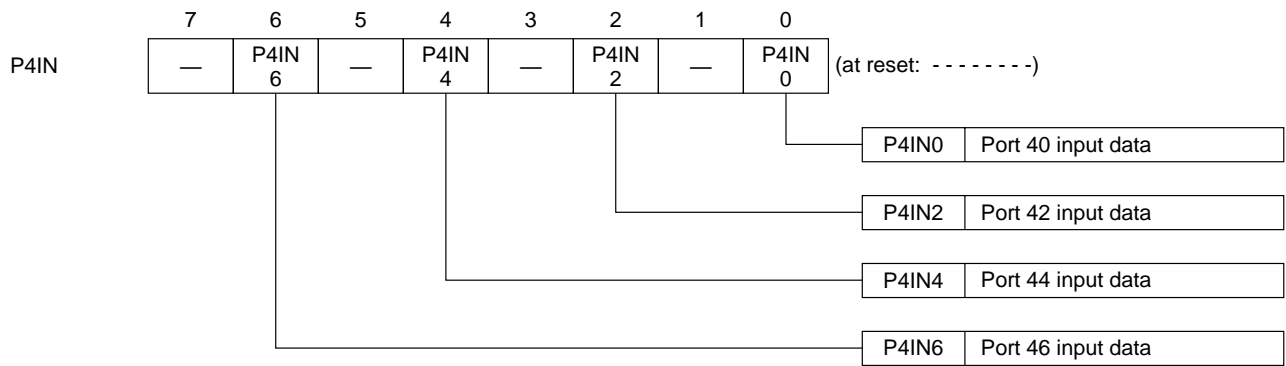 7 6 5 4 3 2 1 0
P4IN — P4IN 6 — P4IN 4 — P4IN 2 — P4IN 0 (at reset: - - - - - - - -)
P4IN0 Port 40 input data
P4IN2 Port 42 input data
P4IN4 Port 44 input data
P4IN6 Port 46 input data